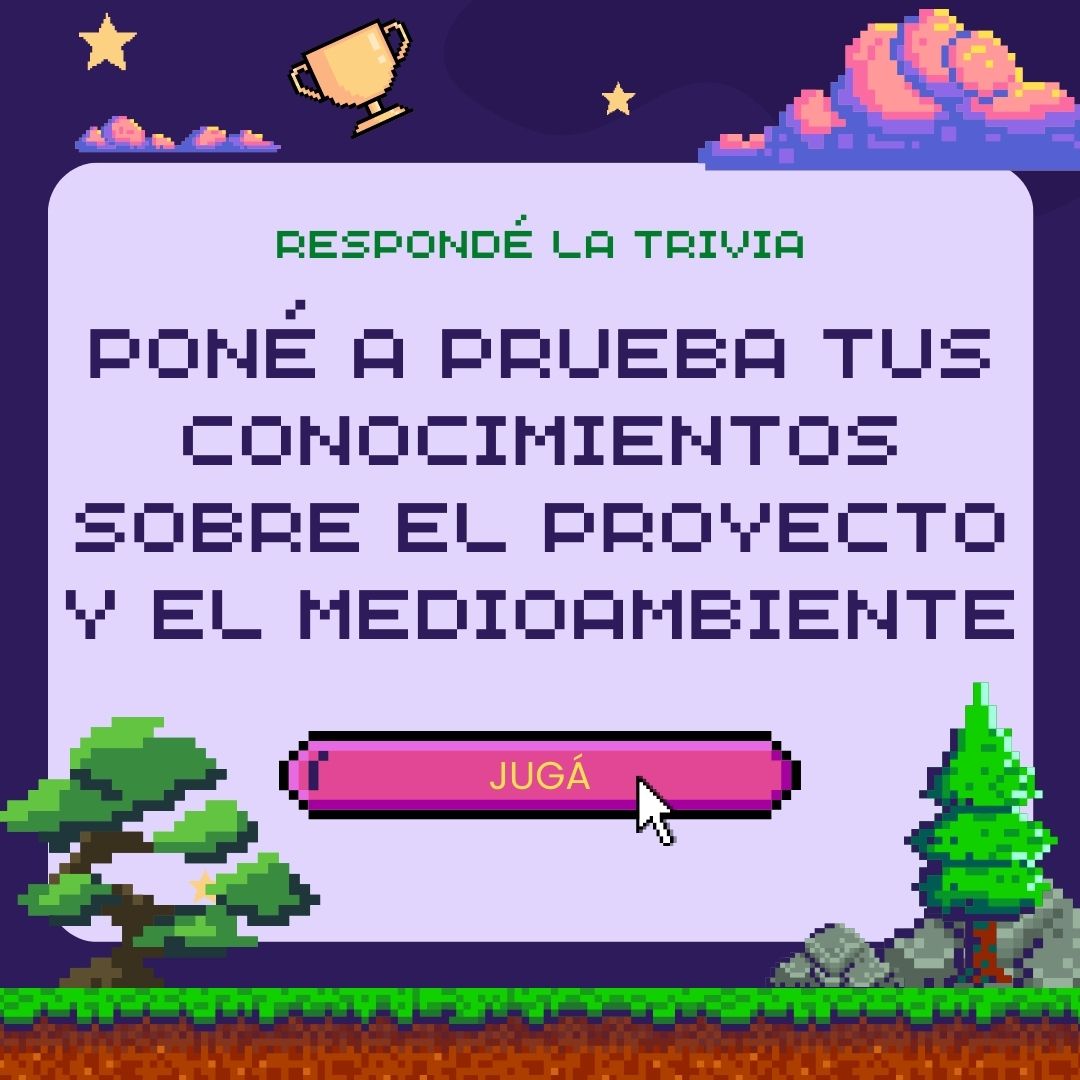 RESPONDÉ LA TRIVIA
PONÉ A PRUEBA TUS
CONOCIMIENTOS
SOBRE EL PROYECTO
Y EL MEDIOAMBIENTE
JUGÁ